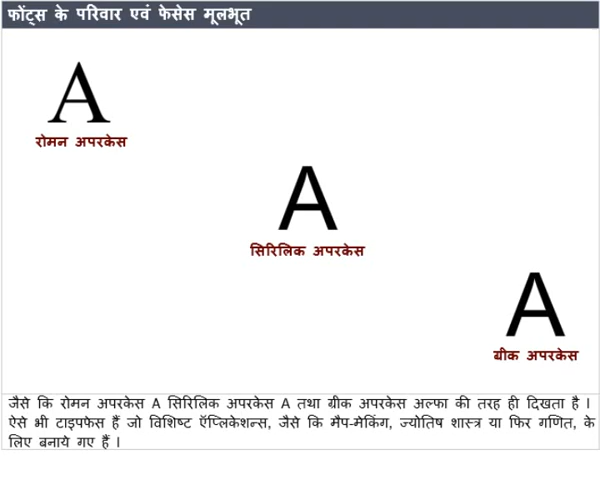 फोंट्स के परिवार एवं फेसेस मूलभूत
A
रोमन अपरकेस
A
सिरिलिक अपरकेस
A
ग्रीक अपरकेस
जैसे कि रोमन अपरकेस A सिरिलिक अपरकेस A तथा ग्रीक अपरकेस अल्फा की तरह ही दिखता है ।
ऐसे भी टाइपफेस हैं जो विशिष्ट ऍप्लिकेशन्स, जैसे कि मैप-मेकिंग, ज्योतिष शास्त्र या फिर गणित, के
लिए बनाये गए हैं ।